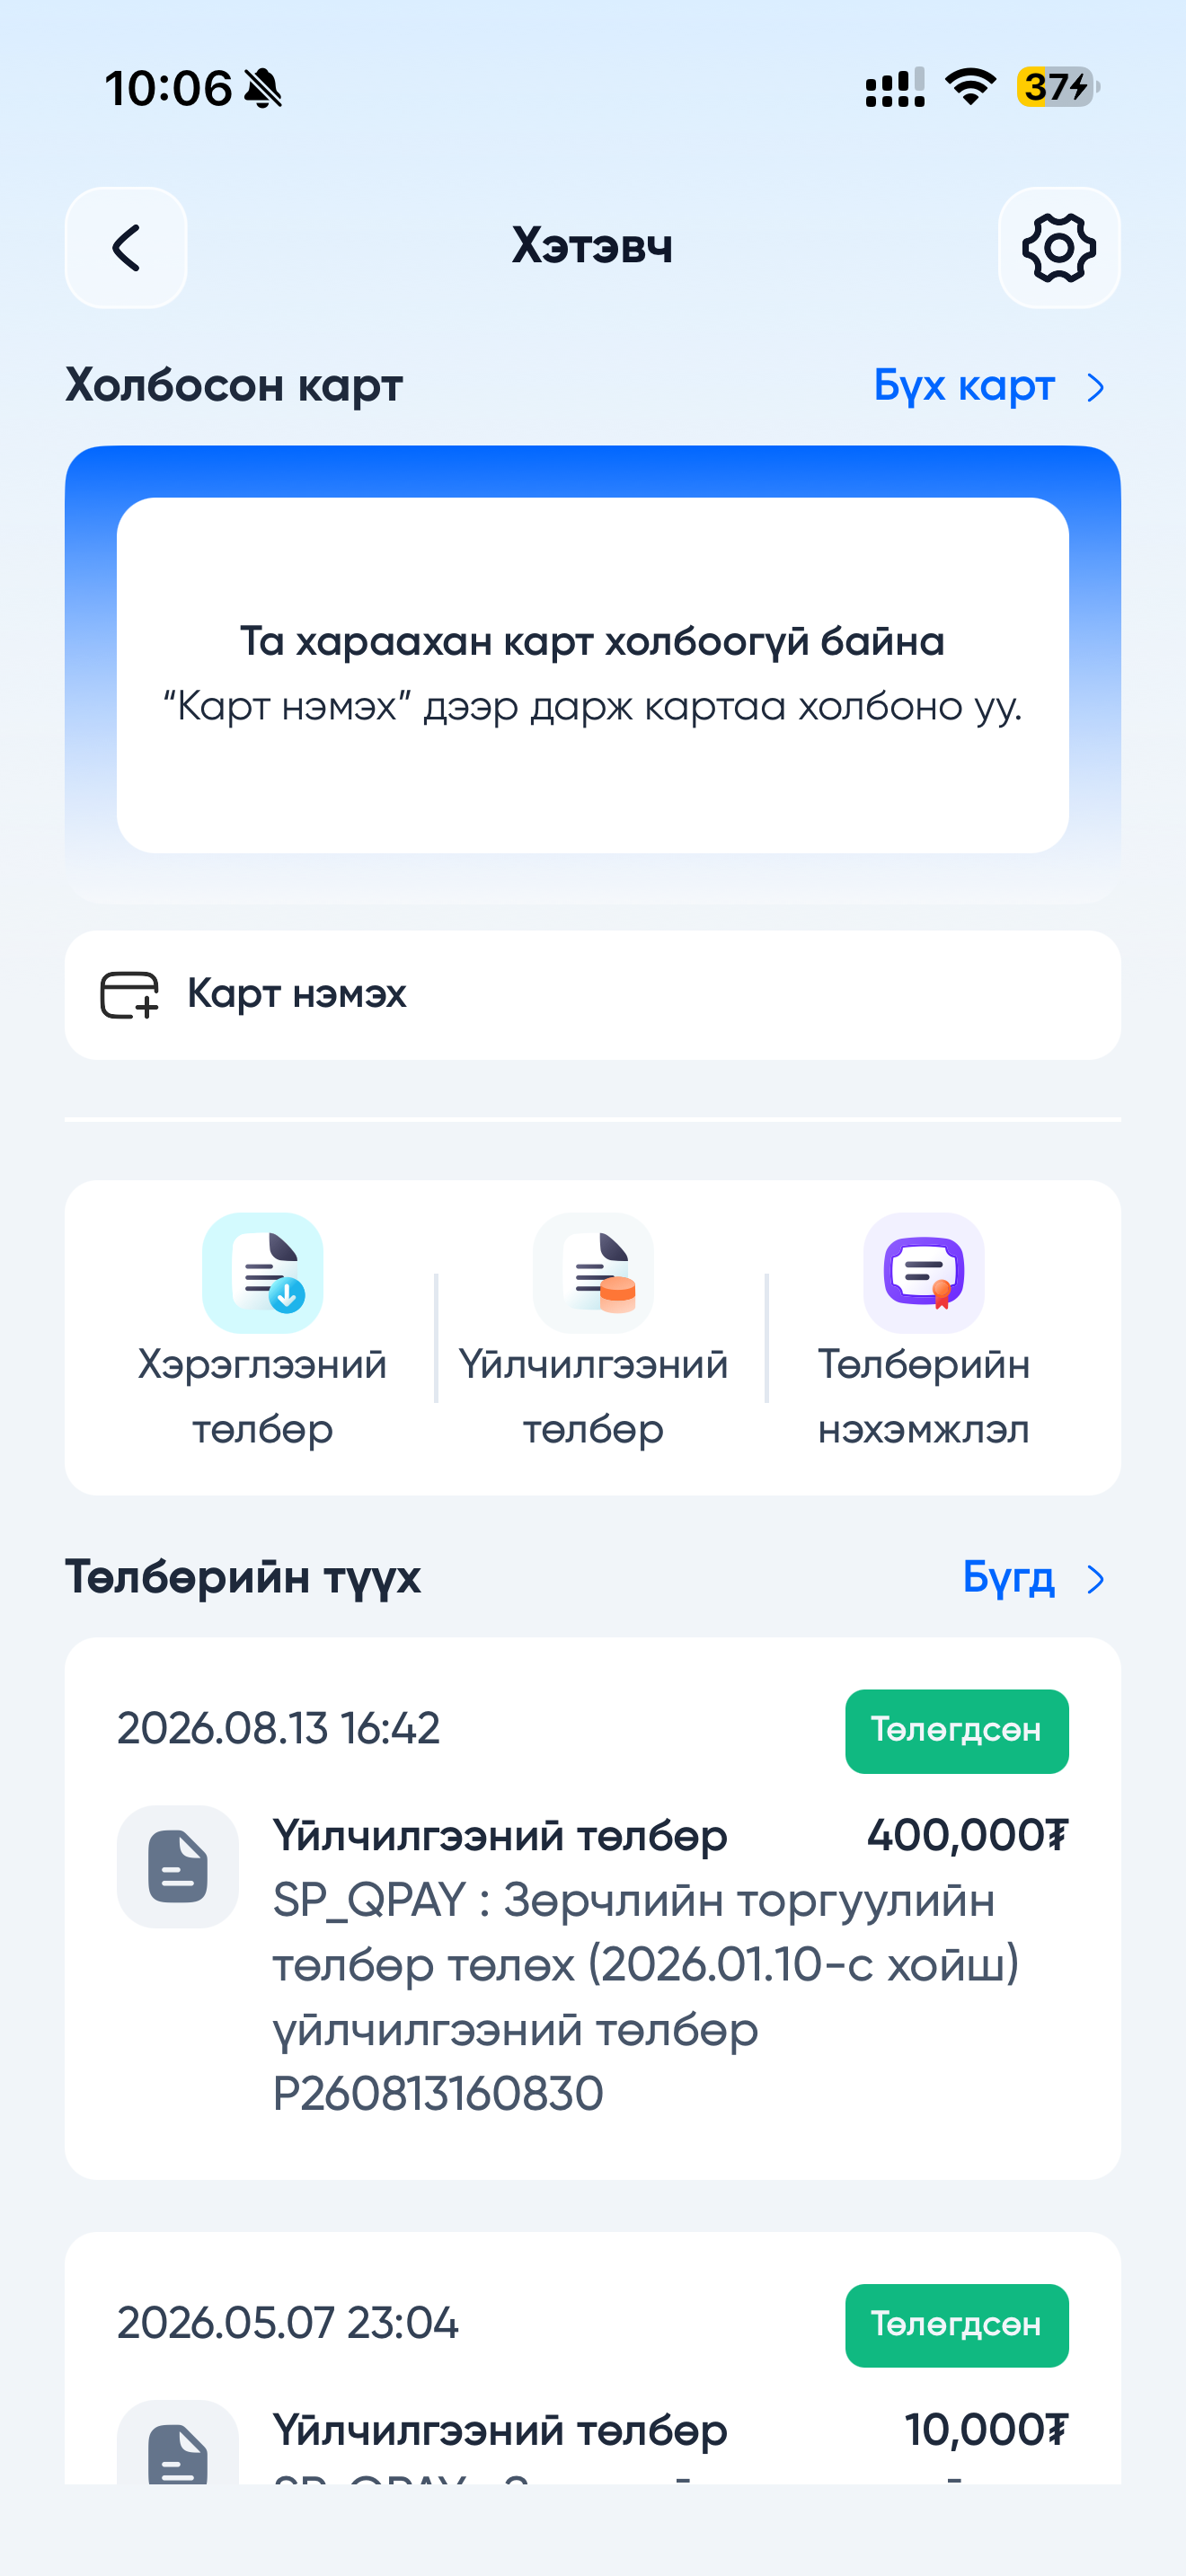 10:06
37
Хэтэвч
Холбосон карт
Бүх карт
Та хараахан карт холбоогүй байна
“Карт нэмэх” дээр дарж картаа холбоно уу.
Карт нэмэх
Хэрэглээний
төлбөр
Үйлчилгээний
төлбөр
Төлбөрийн
нэхэмжлэл
Төлбөрийн түүх
Бүгд
2026.08.13 16:42
Төлөгдсөн
Үйлчилгээний төлбөр
400,000₮
SP_QPAY : Зөрчлийн торгуулийн
төлбөр төлөх (2026.01.10-с хойш)
үйлчилгээний төлбөр
P260813160830
2026.05.07 23:04
Төлөгдсөн
Үйлчилгээний төлбөр
10,000₮